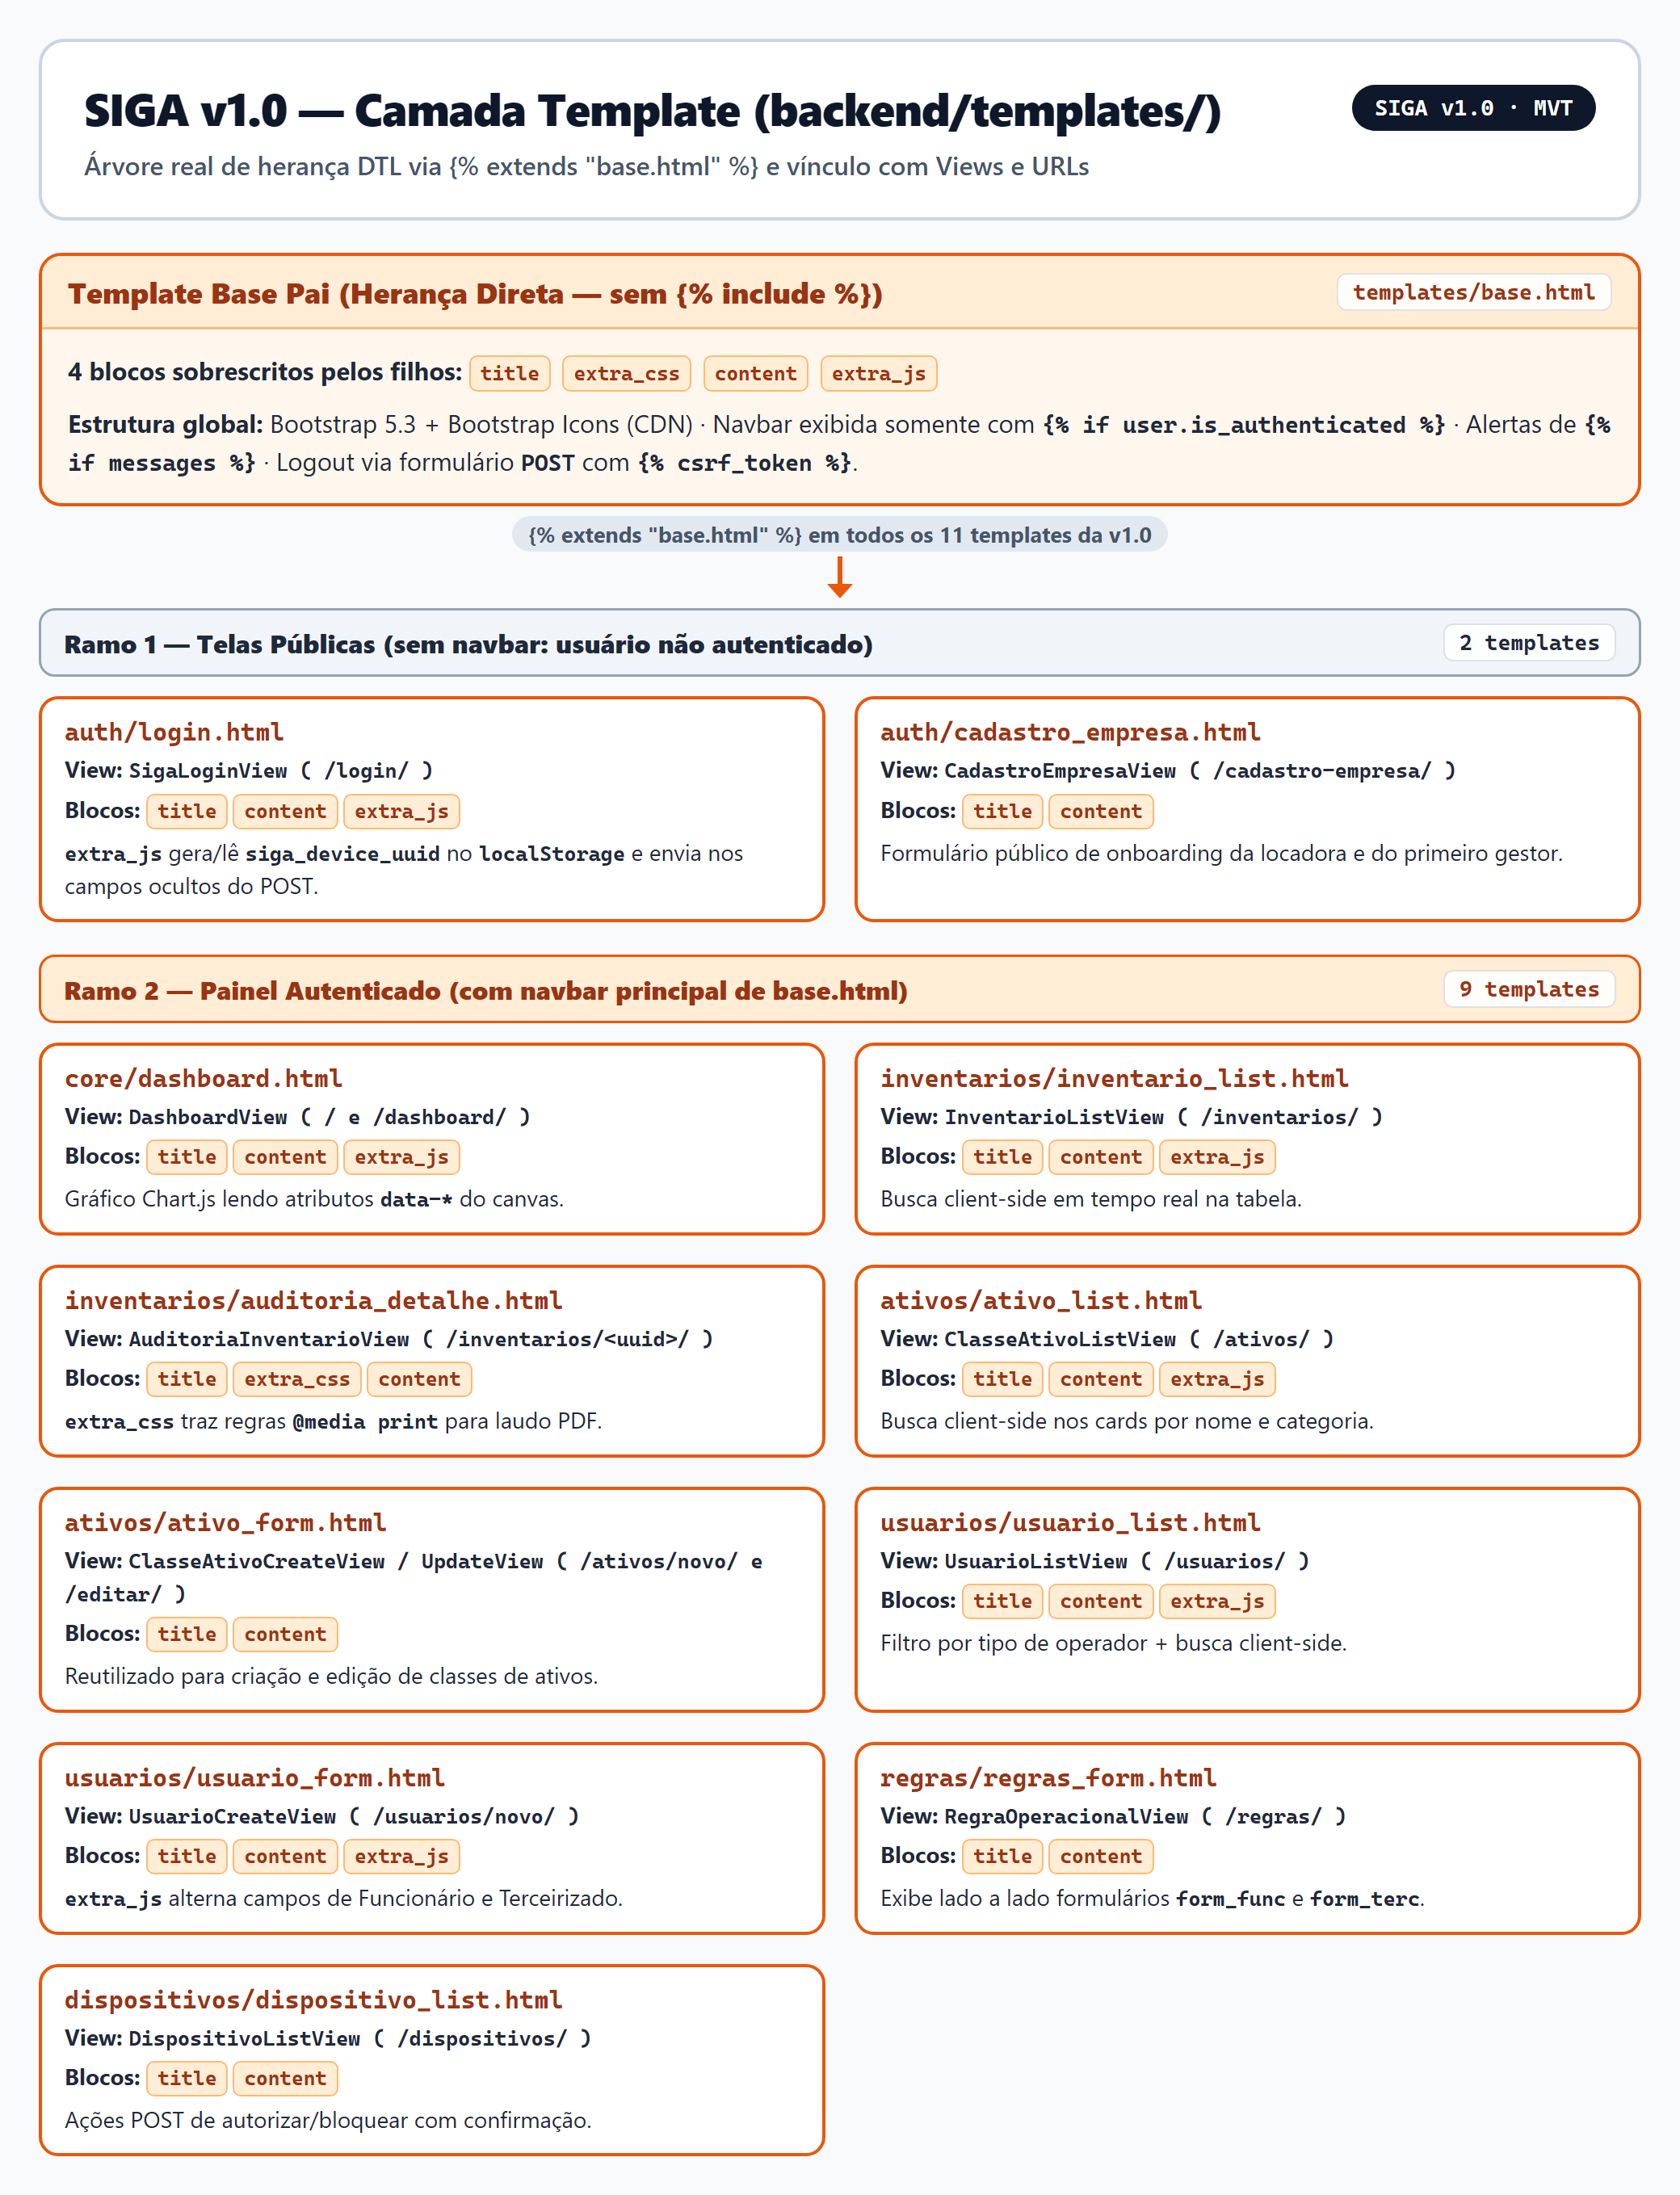 SIGA v1.0 — Camada Template (backend/templates/)
SIGA v1.0 · MVT
Árvore real de herança DTL via {% extends "base.html" %} e vínculo com Views e URLs
Template Base Pai (Herança Direta — sem {% include %})
templates/base.html
4 blocos sobrescritos pelos filhos: title extra_css content extra_js
Estrutura global: Bootstrap 5.3 + Bootstrap Icons (CDN) · Navbar exibida somente com {% if user.is_authenticated %} · Alertas de {%
if messages %} · Logout via formulário POST com {% csrf_token %}.
{% extends "base.html" %} em todos os 11 templates da v1.0
Ramo 1 — Telas Públicas (sem navbar: usuário não autenticado)
2 templates
auth/login.html
View: SigaLoginView ( /login/ )
Blocos: title content extra_js
extra_js gera/lê siga_device_uuid no localStorage e envia nos
campos ocultos do POST.
auth/cadastro_empresa.html
View: CadastroEmpresaView ( /cadastro-empresa/ )
Blocos: title content
Formulário público de onboarding da locadora e do primeiro gestor.
Ramo 2 — Painel Autenticado (com navbar principal de base.html)
9 templates
core/dashboard.html
View: DashboardView ( / e /dashboard/ )
Blocos: title content extra_js
Gráfico Chart.js lendo atributos data-* do canvas.
inventarios/inventario_list.html
View: InventarioListView ( /inventarios/ )
Blocos: title content extra_js
Busca client-side em tempo real na tabela.
inventarios/auditoria_detalhe.html
View: AuditoriaInventarioView ( /inventarios/<uuid>/ )
Blocos: title extra_css content
extra_css traz regras @media print para laudo PDF.
ativos/ativo_list.html
View: ClasseAtivoListView ( /ativos/ )
Blocos: title content extra_js
Busca client-side nos cards por nome e categoria.
ativos/ativo_form.html
View: ClasseAtivoCreateView / UpdateView ( /ativos/novo/ e
/editar/ )
Blocos: title content
Reutilizado para criação e edição de classes de ativos.
usuarios/usuario_list.html
View: UsuarioListView ( /usuarios/ )
Blocos: title content extra_js
Filtro por tipo de operador + busca client-side.
usuarios/usuario_form.html
View: UsuarioCreateView ( /usuarios/novo/ )
Blocos: title content extra_js
extra_js alterna campos de Funcionário e Terceirizado.
regras/regras_form.html
View: RegraOperacionalView ( /regras/ )
Blocos: title content
Exibe lado a lado formulários form_func e form_terc.
dispositivos/dispositivo_list.html
View: DispositivoListView ( /dispositivos/ )
Blocos: title content
Ações POST de autorizar/bloquear com confirmação.